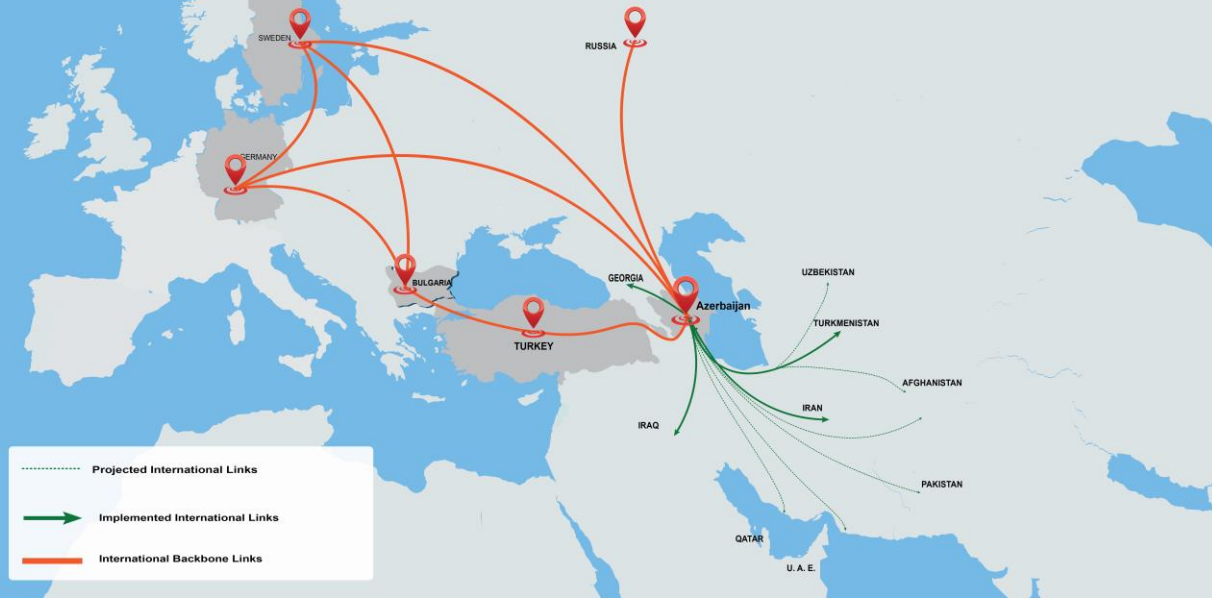 SWEDEN
RUSSIA
GERMANY
BULGARIA
GEORGIA
UZBEKISTAN
Azerbaijan
TURKMENISTAN
TURKEY
AFGHANISTAN
IRAN
IRAQ
PAKISTAN
QATAR
U. A. E.
Projected International Links
Implemented International Links
International Backbone Links